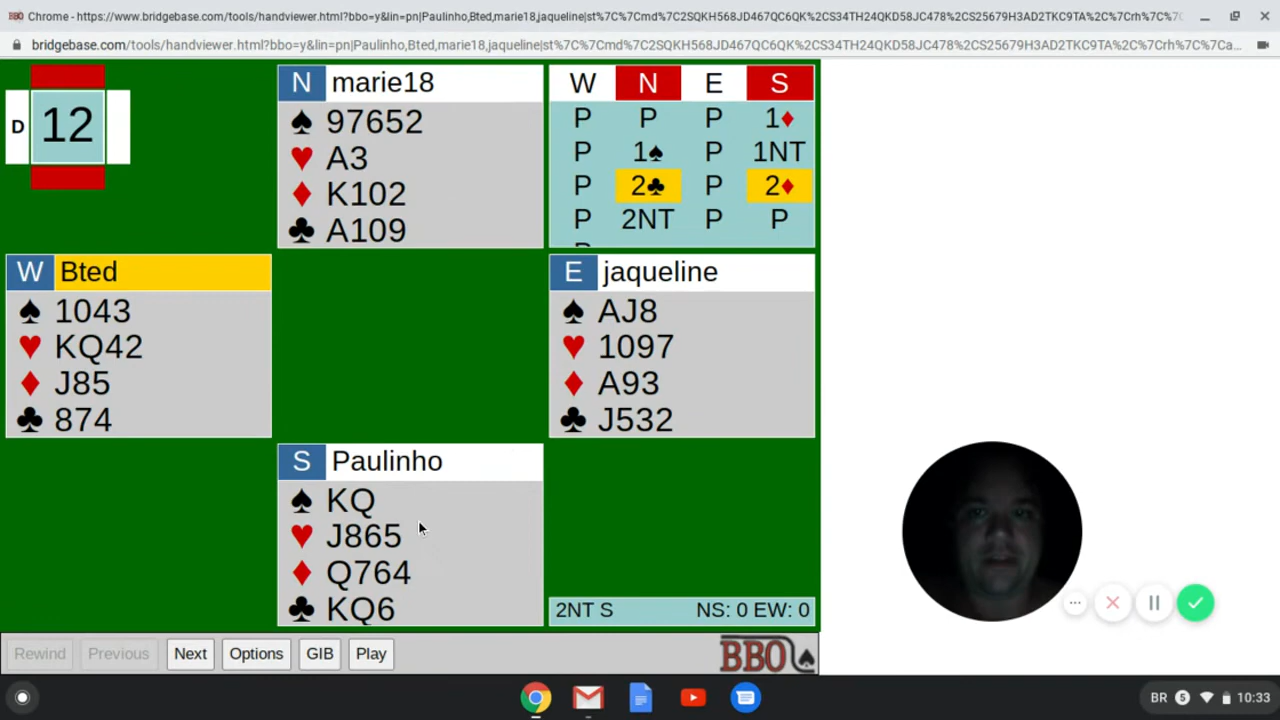 Chrome - https://www.bridgebase.com/tools/handviewer.html?bbo=y&lin=pn|Paulinho,Bted,marie18,jaqueline|st%7C%7Cmd%7C2SQKH568JD467QC6QK%2CS34TH24QKD58JC478%2CS25679H3AD2TKC9TA%2C%7Crh%7C%7
bridgebase.com/tools/handviewer.html?bbo=y&lin=pn|Paulinho,Bted,marie18,jaqueline|st%7C%7Cmd%7C2SQKH568JD467QC6QK%2CS34TH24QKD58JC478%2CS25679H3AD2TKC9TA%2C%7Crh%7C%7Ca...
D 12
N marie18
♠ 97652
♥ A3
♦ K102
♣ A109
W N E S
P P P 1♦
P 1♠ P 1NT
P 2♣ P 2♦
P 2NT P P
W Bted
♠ 1043
♥ KQ42
♦ J85
♣ 874
E jaqueline
♠ AJ8
♥ 1097
♦ A93
♣ J532
S Paulinho
♠ KQ
♥ J865
♦ Q764
♣ KQ6
2NT S NS: 0 EW: 0
Rewind Previous Next Options GIB Play
BBO
BR 5 10:33